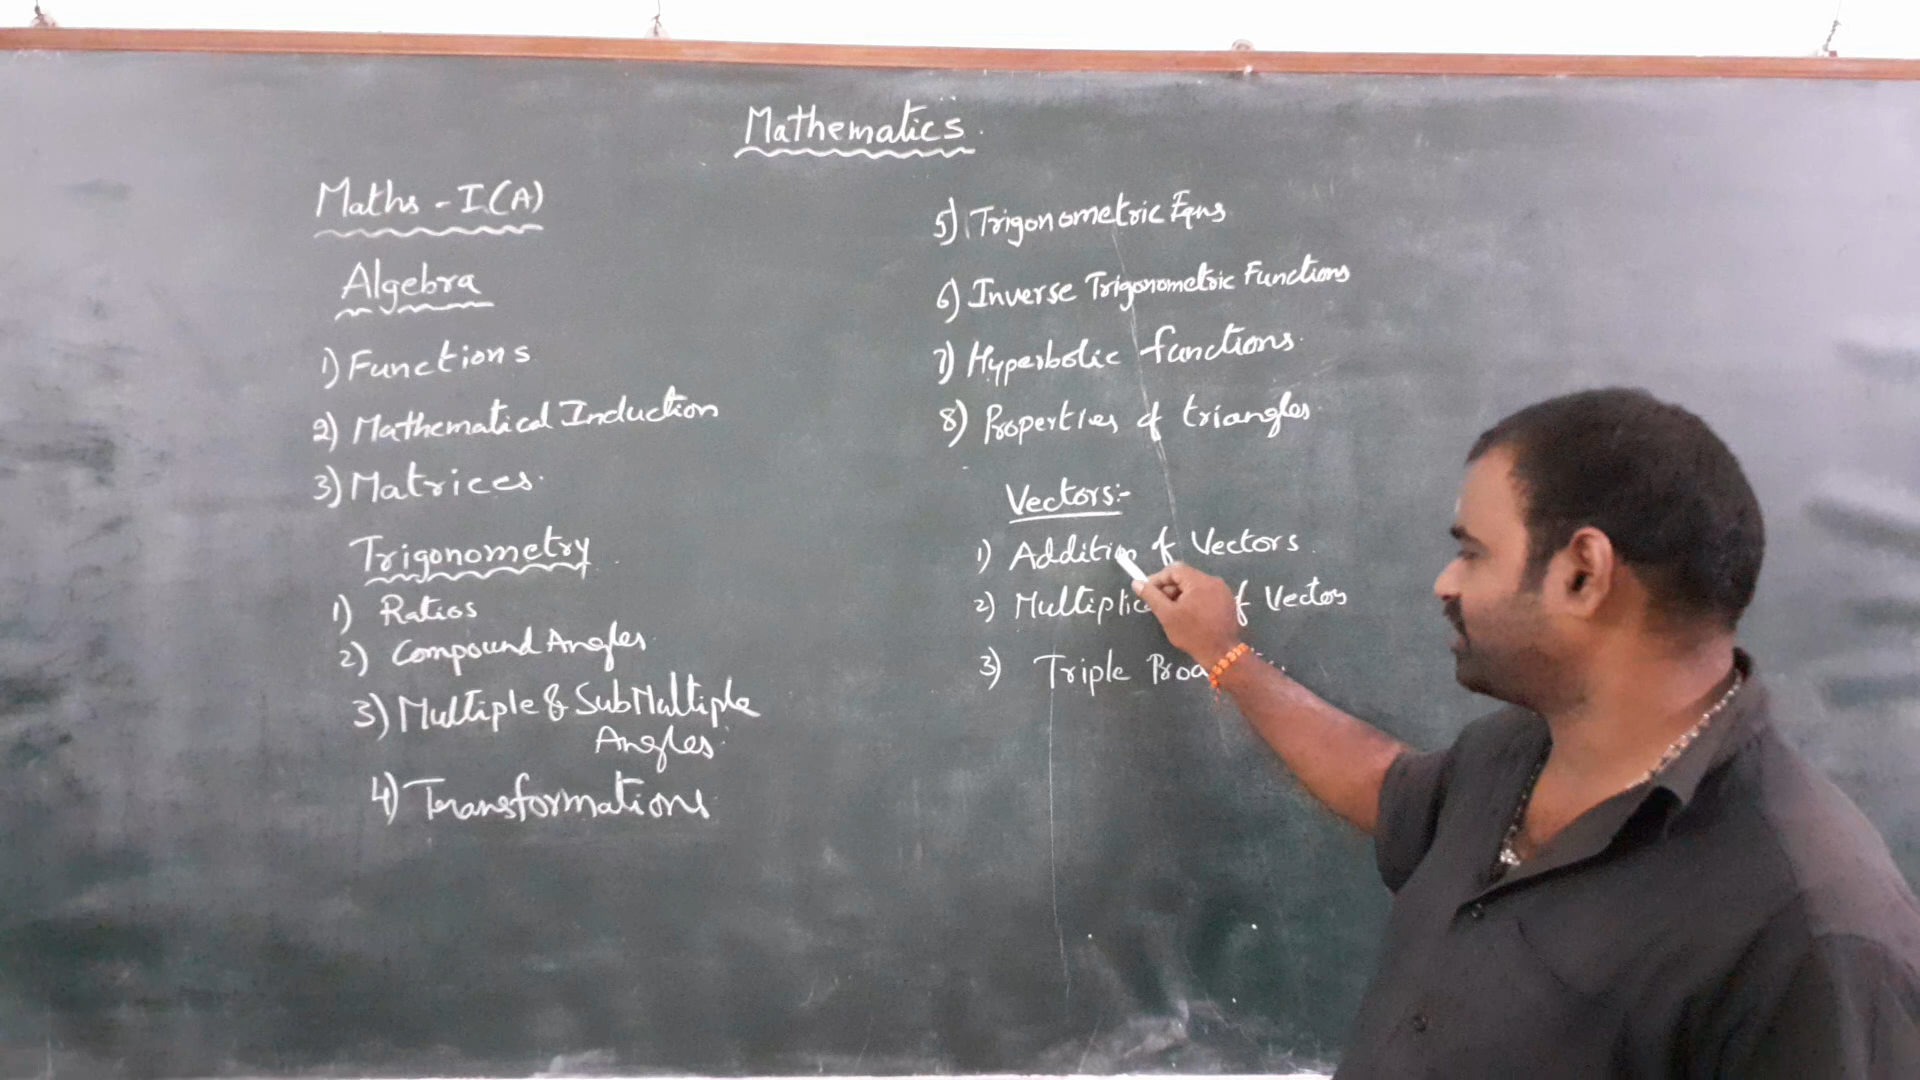 Mathematics.
Maths - I(A)
Algebra
1) Functions
2) Mathematical Induction
3) Matrices.
Trigonometry
1) Ratios
2) Compound Angles
3) Multiple & SubMultiple
Angles.
4) Transformations
5) Trigonometric Eqns
6) Inverse Trigonometric Functions
7) Hyperbolic functions.
8) Properties of triangles.
Vectors:-
1) Addition of Vectors
2) of Vectors
3) Triple